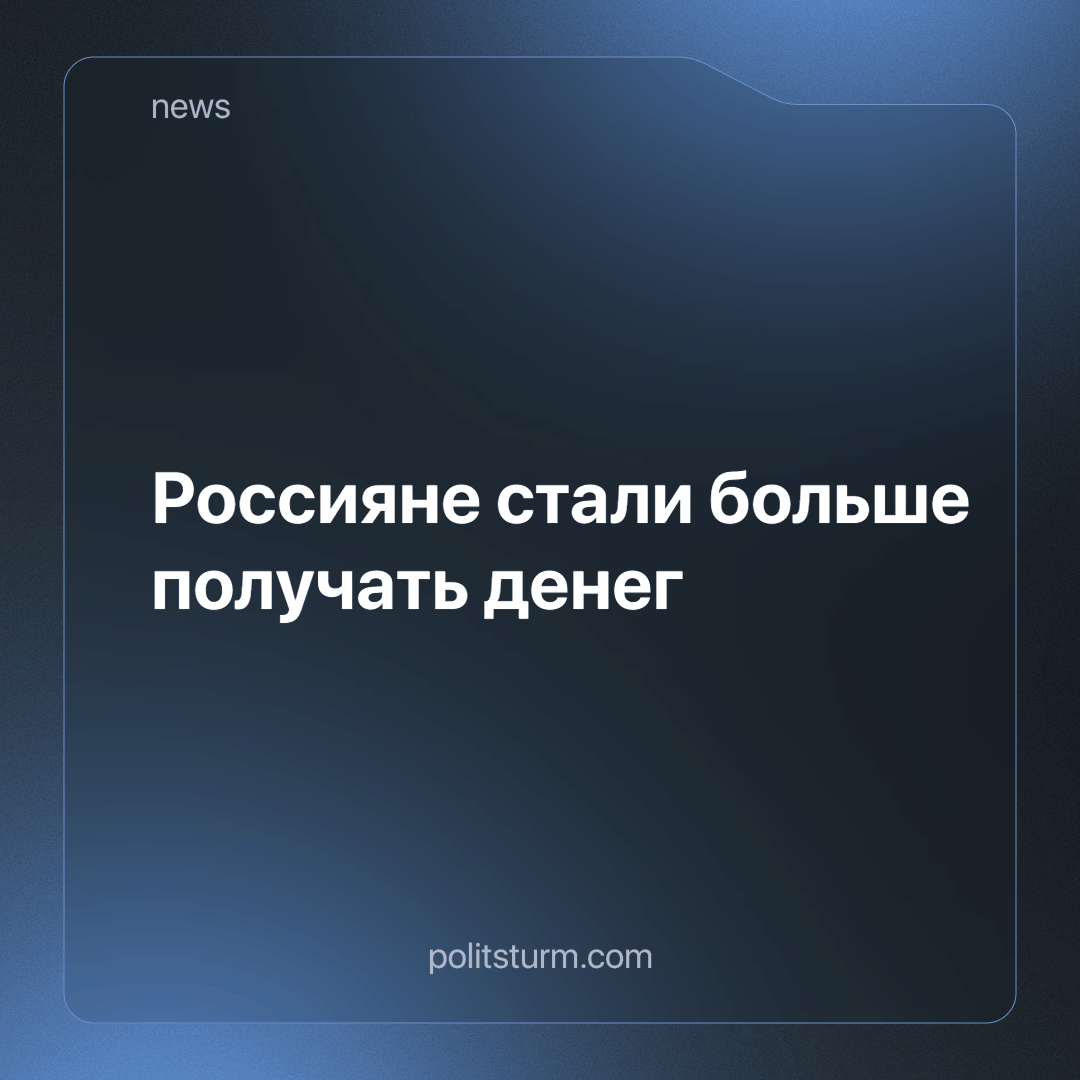 news
Россияне стали больше
получать денег
politsturm.com